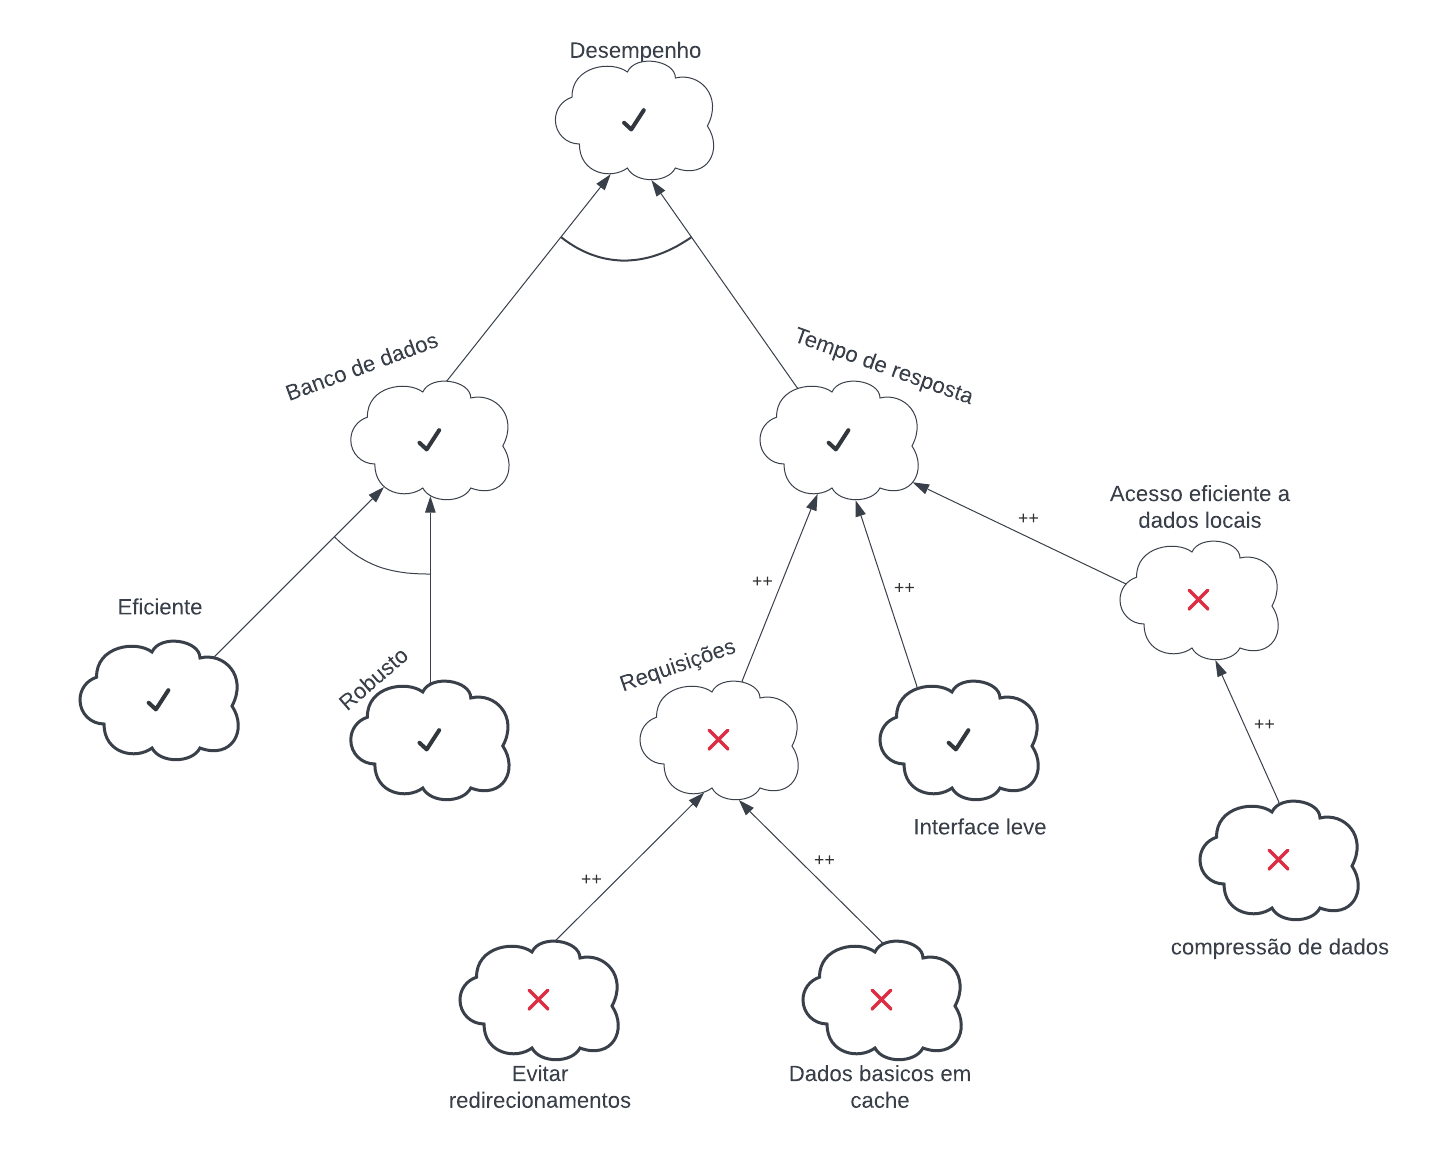 Desempenho
Banco de dados
Tempo de resposta
Acesso eficiente a
dados locais
++
++
++
Eficiente
Robusto
Requisições
++
Interface leve
++
++
compressão de dados
Evitar
redirecionamentos
Dados basicos em
cache